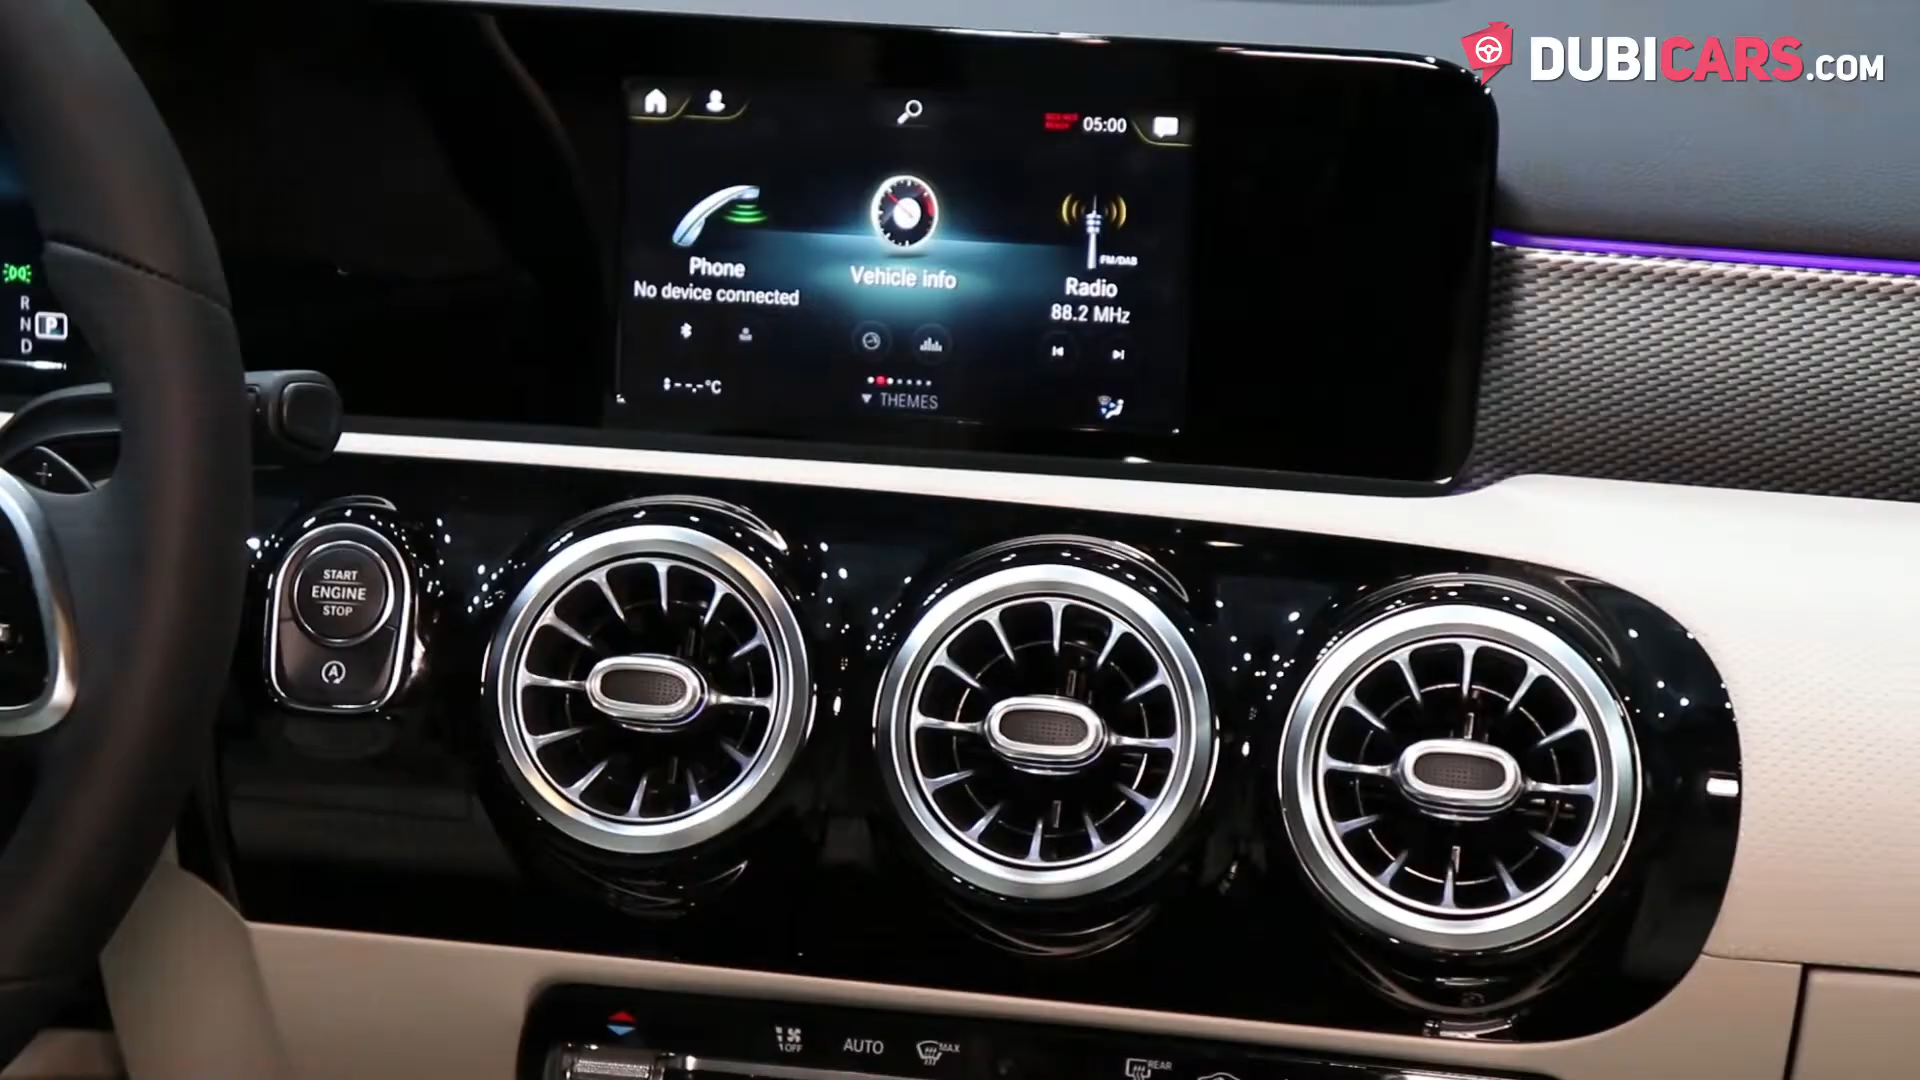 DUBICARS.com
05:00
Phone
No device connected
Vehicle info
FM/DAB
Radio
88.2 MHz
--.-°C
THEMES
R
N P
D
START
ENGINE
STOP
A
OFF
AUTO
MAX
REAR